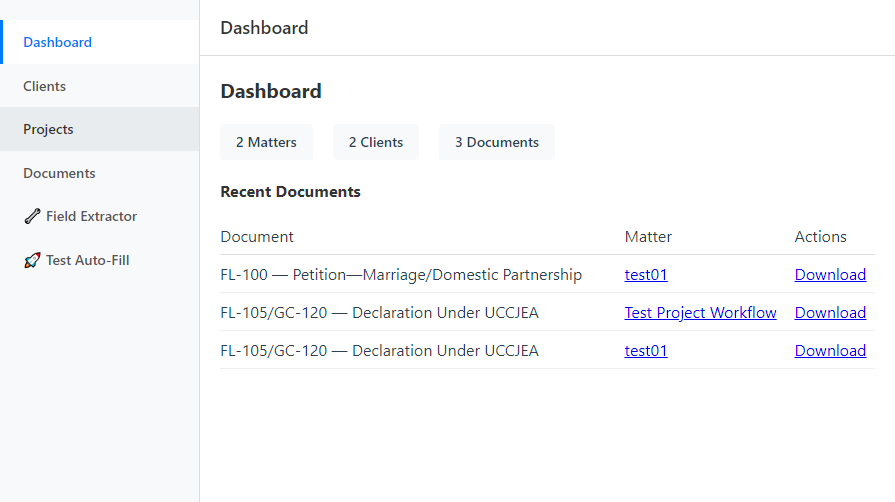 Dashboard
Clients
Projects
Documents
Field Extractor
Test Auto-Fill
Dashboard
Dashboard
2 Matters 2 Clients 3 Documents
Recent Documents
Document Matter Actions
FL-100 — Petition—Marriage/Domestic Partnership test01 Download
FL-105/GC-120 — Declaration Under UCCJEA Test Project Workflow Download
FL-105/GC-120 — Declaration Under UCCJEA test01 Download